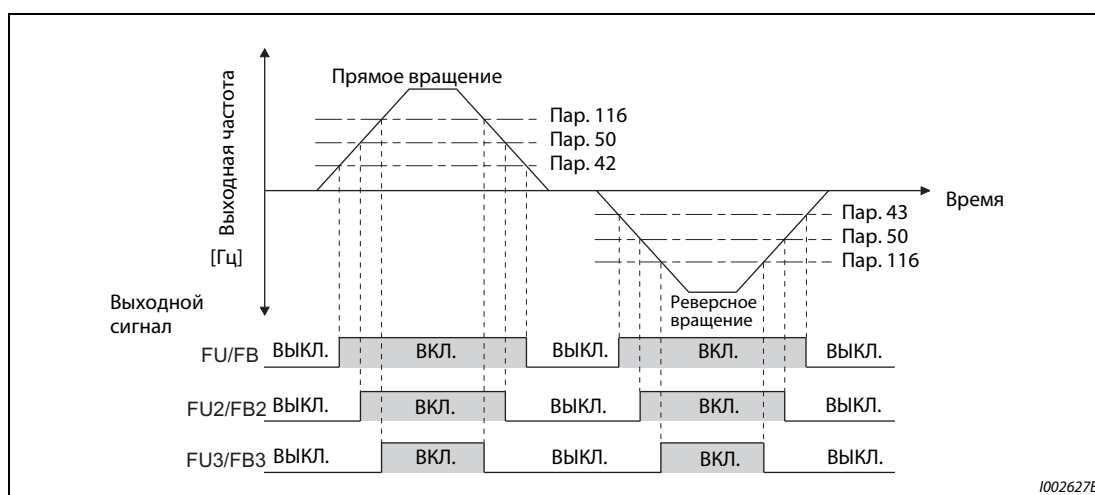 Выходная частота
[Гц]
Прямое вращение
Пар. 116
Пар. 50
Пар. 42
Время
Пар. 43
Пар. 50
Пар. 116
Реверсное
вращение
Выходной
сигнал
FU/FB ВЫКЛ. ВКЛ. ВЫКЛ. ВКЛ. ВЫКЛ.
FU2/FB2 ВЫКЛ. ВКЛ. ВЫКЛ. ВКЛ. ВЫКЛ.
FU3/FB3 ВЫКЛ. ВКЛ. ВЫКЛ. ВКЛ. ВЫКЛ.
I002627E